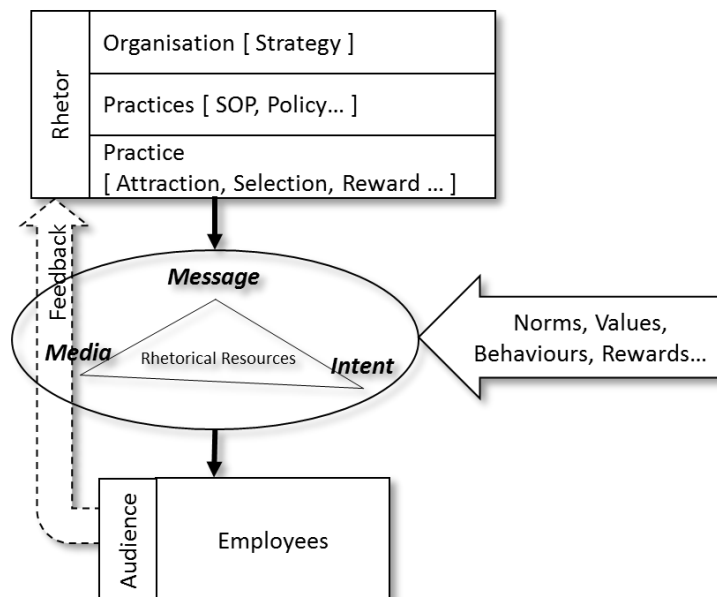 Rhetor
Organisation [ Strategy ]
Practices [ SOP, Policy... ]
Practice
[ Attraction, Selection, Reward ... ]
Feedback
Message
Media
Rhetorical Resources
Intent
Norms, Values,
Behaviours, Rewards...
Audience
Employees